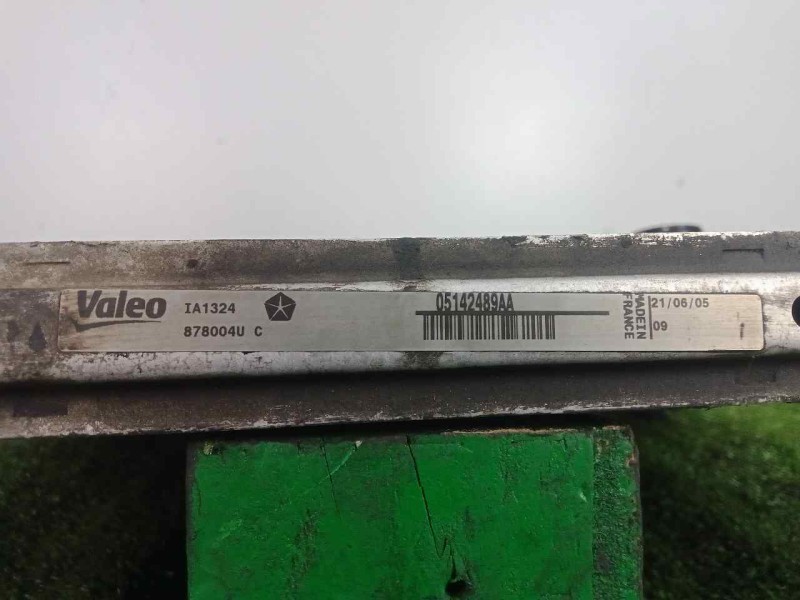 Valeo
IA1324
878004U C
05142489AA
MADE IN
FRANCE
21/06/05
09